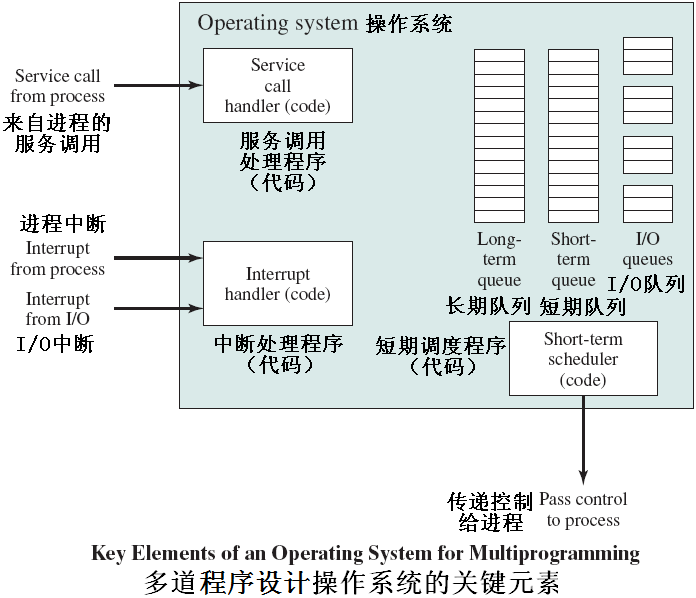 Operating system 操作系统
Service call
from process
来自进程的
服务调用
Service
call
handler (code)
服务调用
处理程序
（代码）
进程中断
Interrupt
from process
Interrupt
from I/O
I/O中断
Interrupt
handler (code)
中断处理程序
（代码）
Long-
term
queue
长期队列
Short-
term
queue
短期队列
I/O
queues
I/O队列
短期调度程序
（代码）
Short-term
scheduler
(code)
传递控制
给进程
Pass control
to process
Key Elements of an Operating System for Multiprogramming
多道程序设计操作系统的关键元素